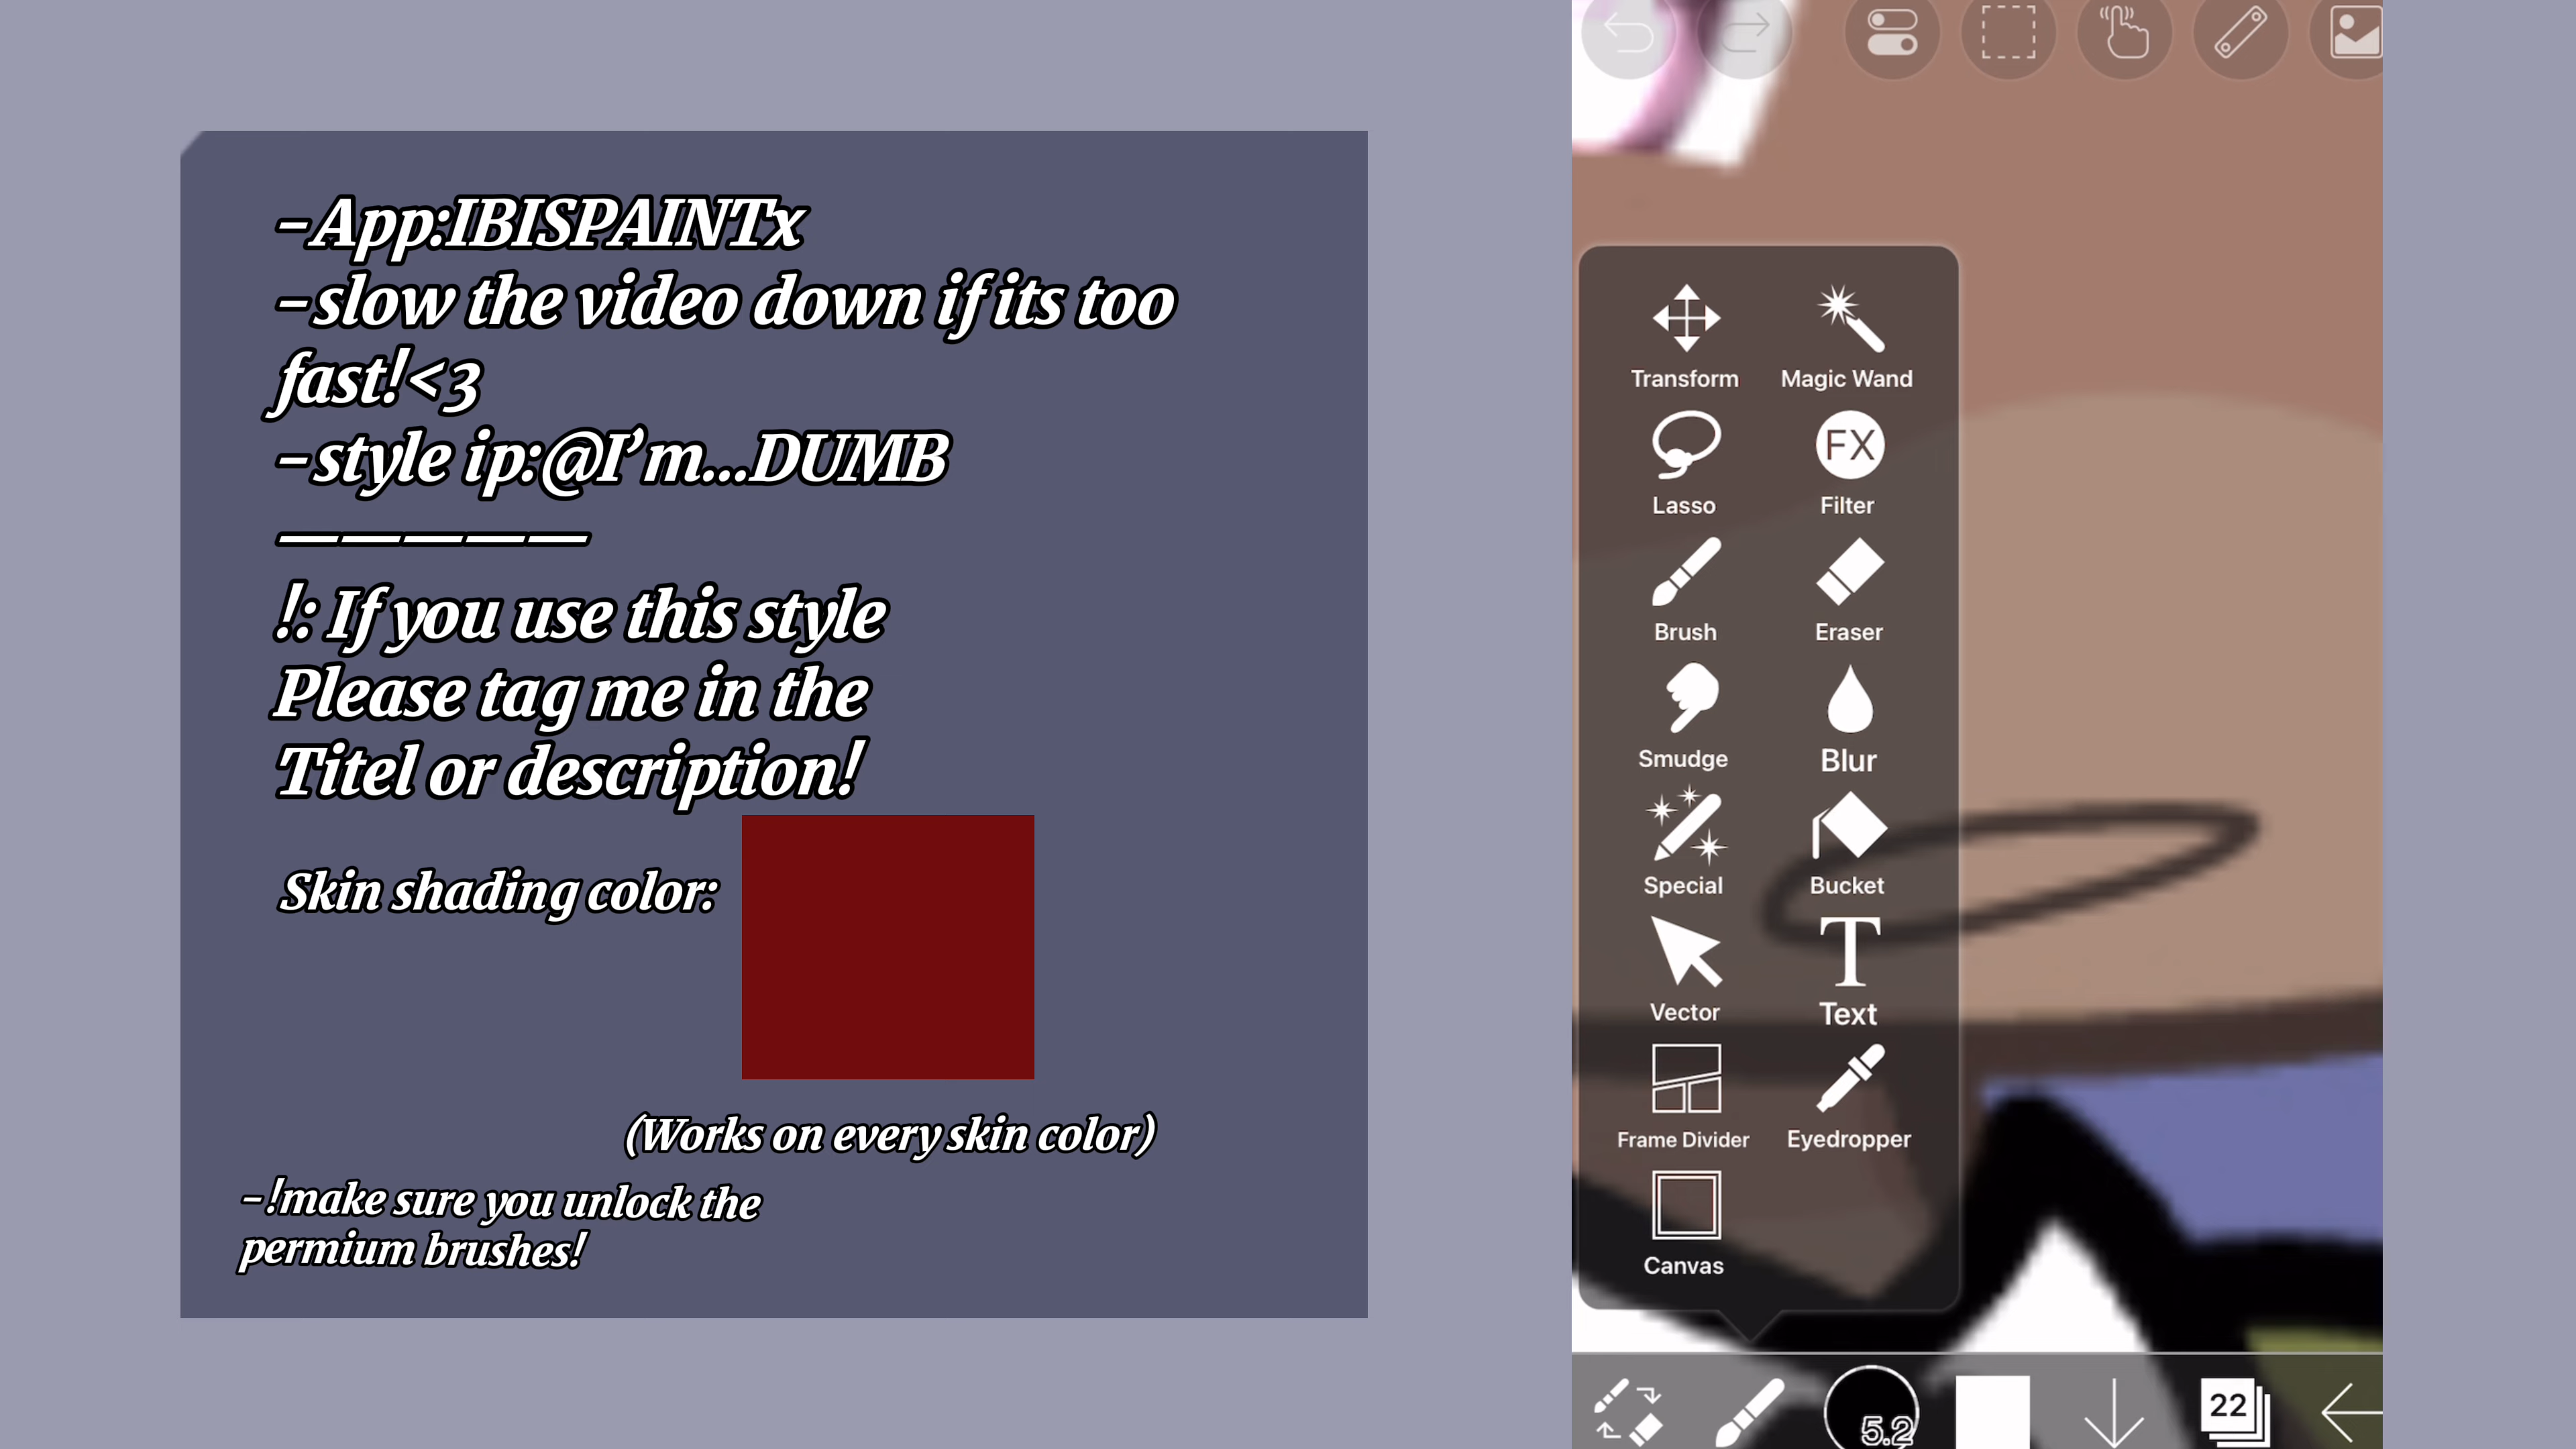 -App:IBISPAINTx
-slow the video down if its too
fast!<3
-style ip:@I'm...DUMB
—————
!: If you use this style
Please tag me in the
Titel or description!
Skin shading color:
(Works on every skin color)
-!make sure you unlock the
permium brushes!
Transform Magic Wand
FX
Lasso Filter
Brush Eraser
Smudge Blur
Special Bucket
T
Vector Text
Frame Divider Eyedropper
Canvas
5.2 22